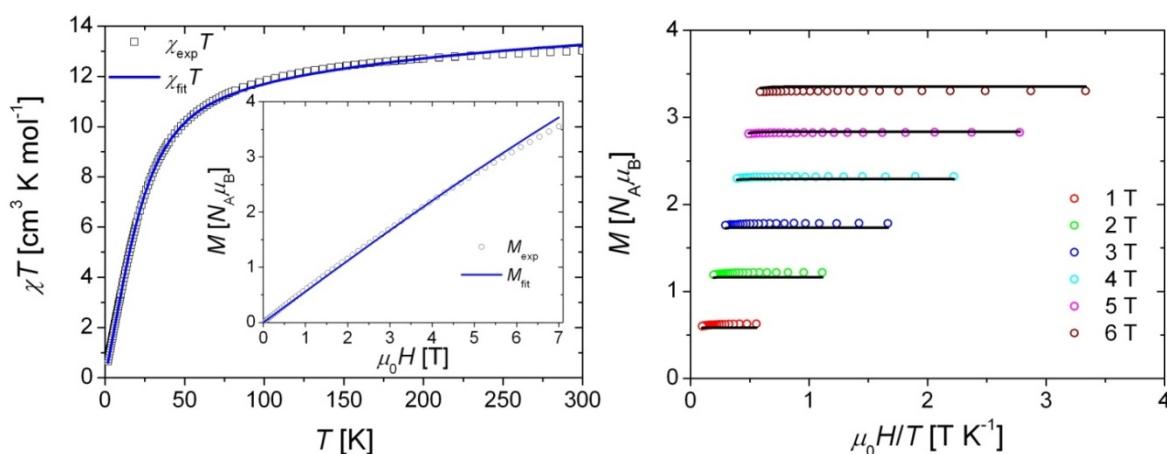 14
12
10
8
6
4
2
0
χT [cm³ K mol⁻¹]
χexpT
χfitT
0 50 100 150 200 250 300
T [K]
4
3
2
1
0
M [NAμB]
Mexp
Mfit
0 1 2 3 4 5 6 7
μ0H [T]
4
3
2
1
0
M [NAμB]
1 T
2 T
3 T
4 T
5 T
6 T
0 1 2 3 4
μ0H/T [T K⁻¹]